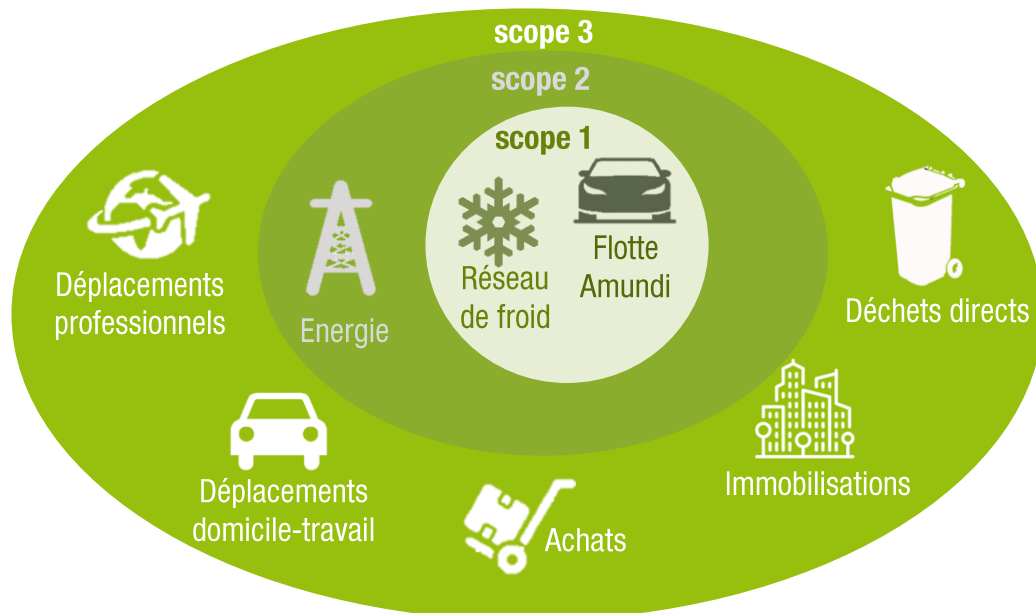 scope 3
scope 2
scope 1
Réseau
de froid
Flotte
Amundi
Energie
Déplacements
professionnels
Déchets directs
Déplacements
domicile-travail
Achats
Immobilisations